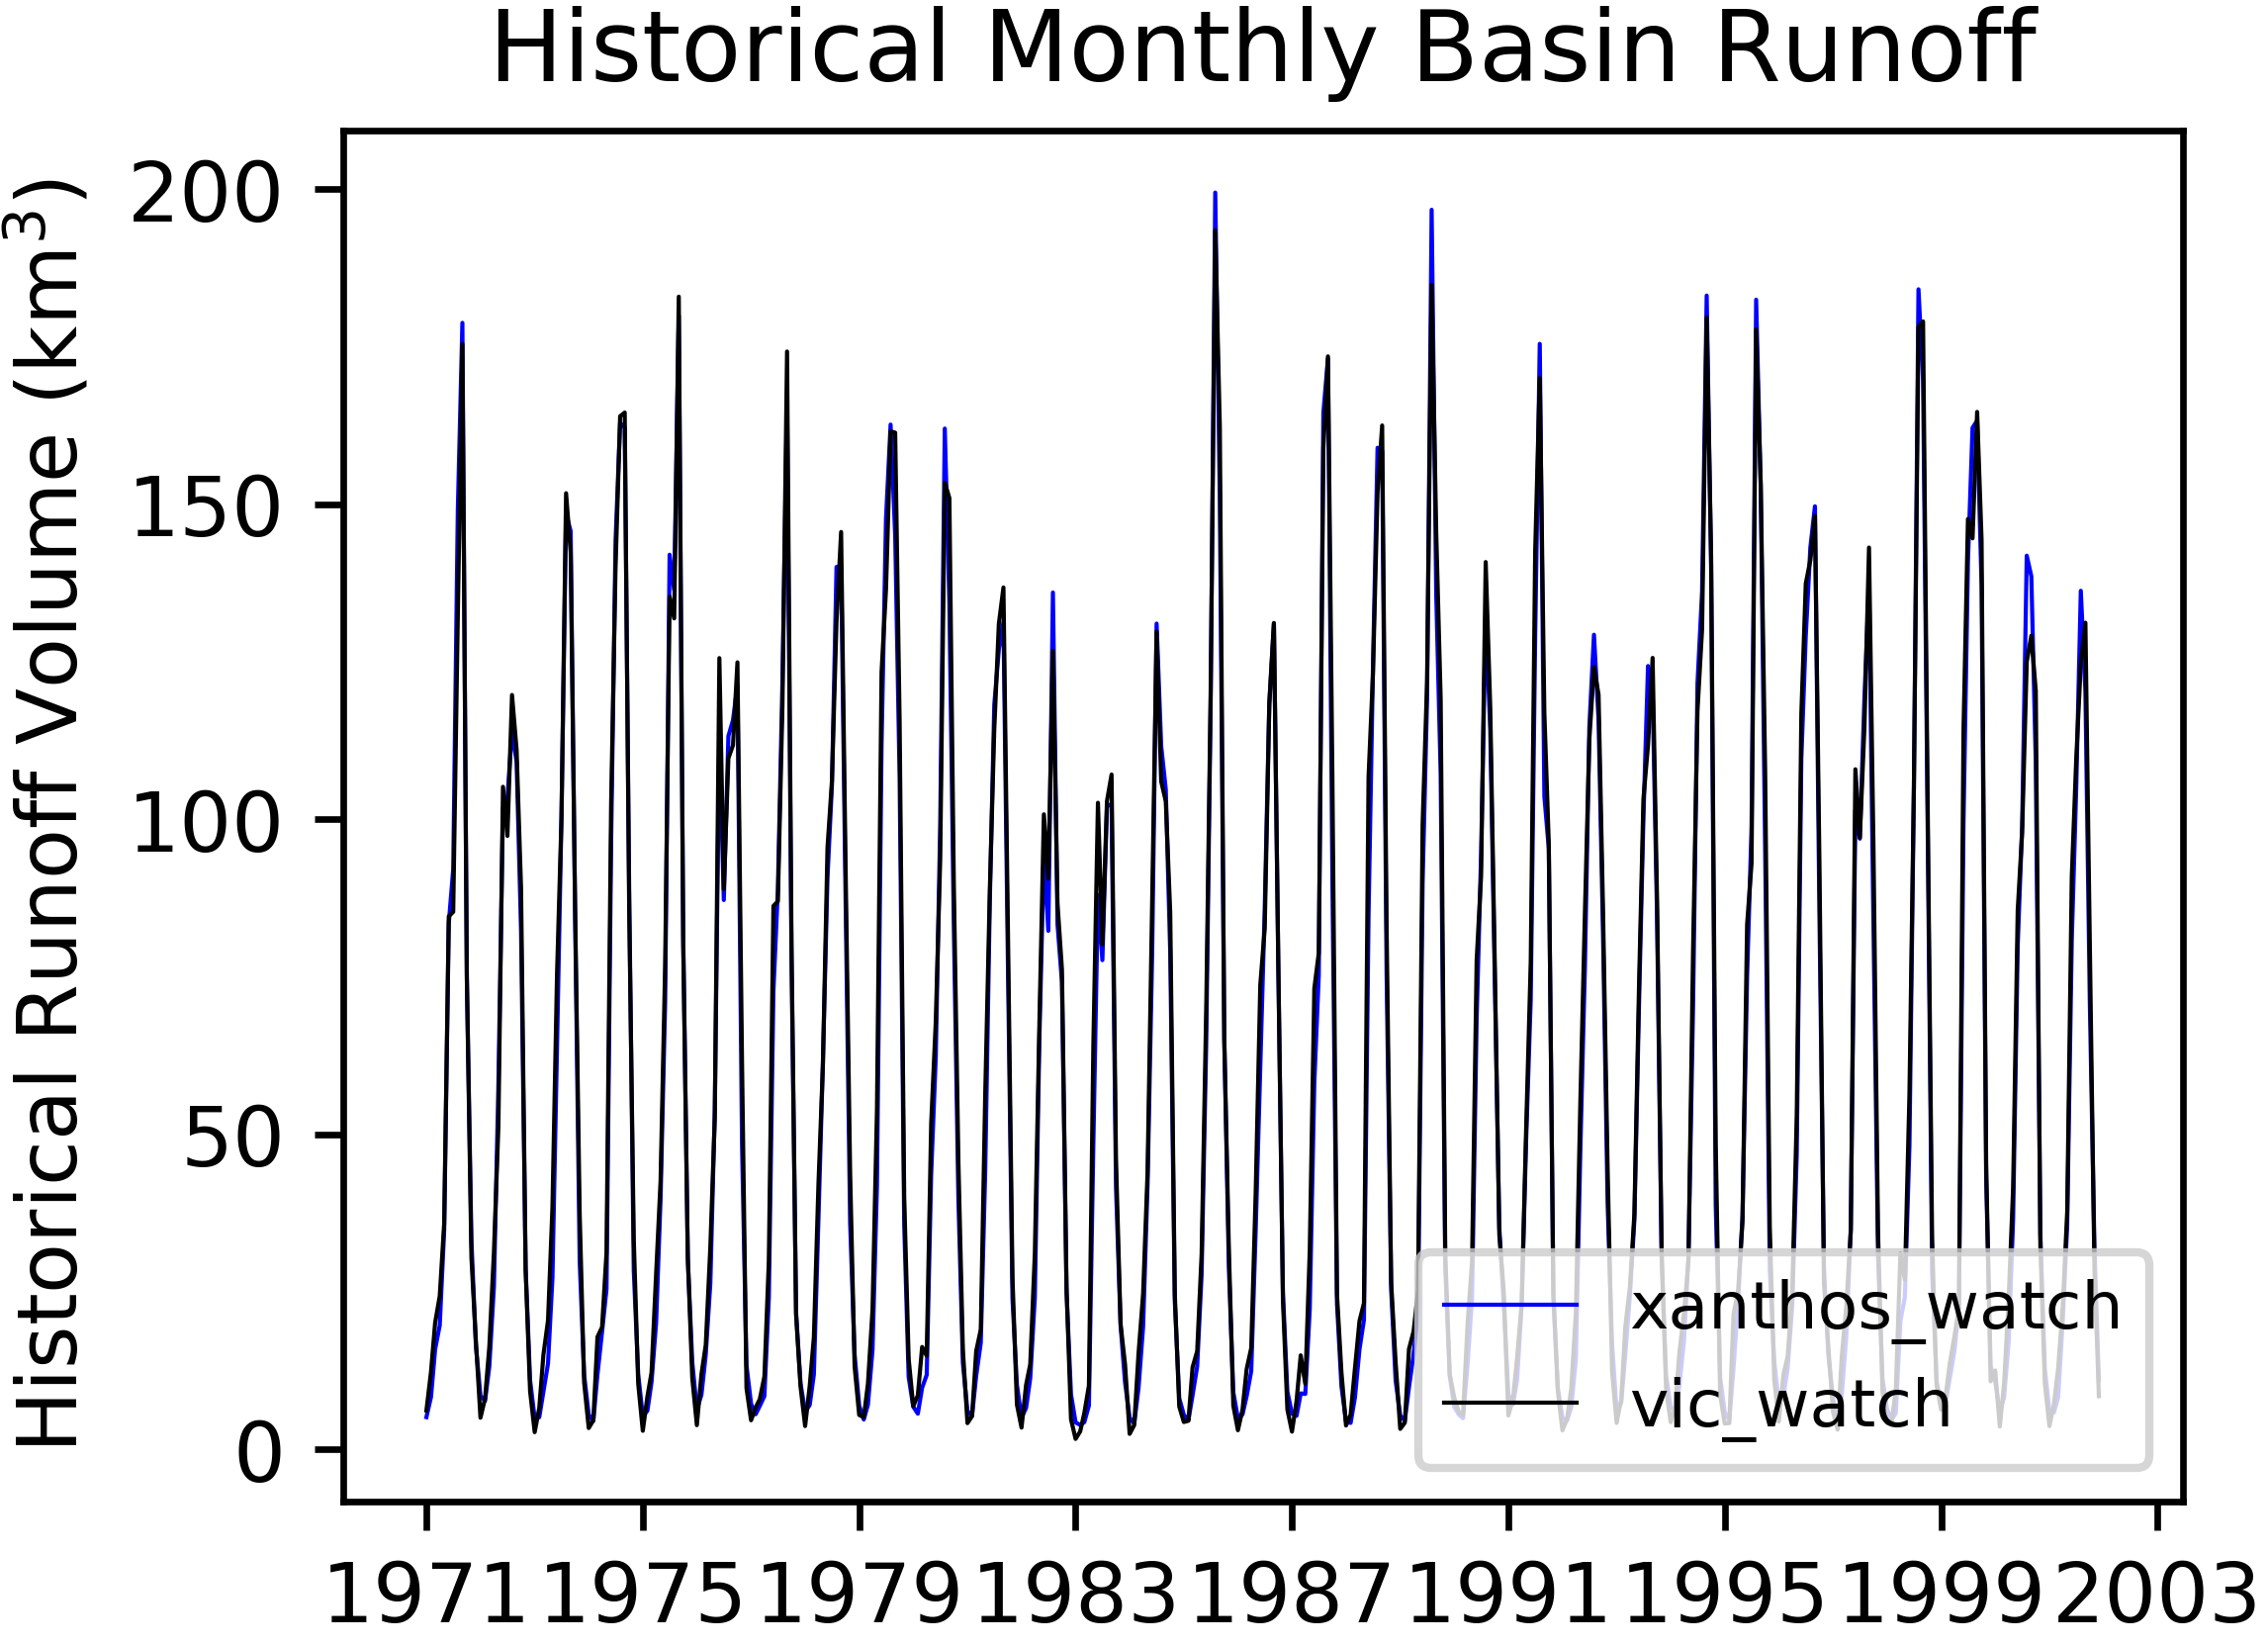 Historical Monthly Basin Runoff
Historical Runoff Volume (km³)
200
150
100
50
0
1971 1975 1979 1983 1987 1991 1995 1999 2003
xanthos_watch
vic_watch